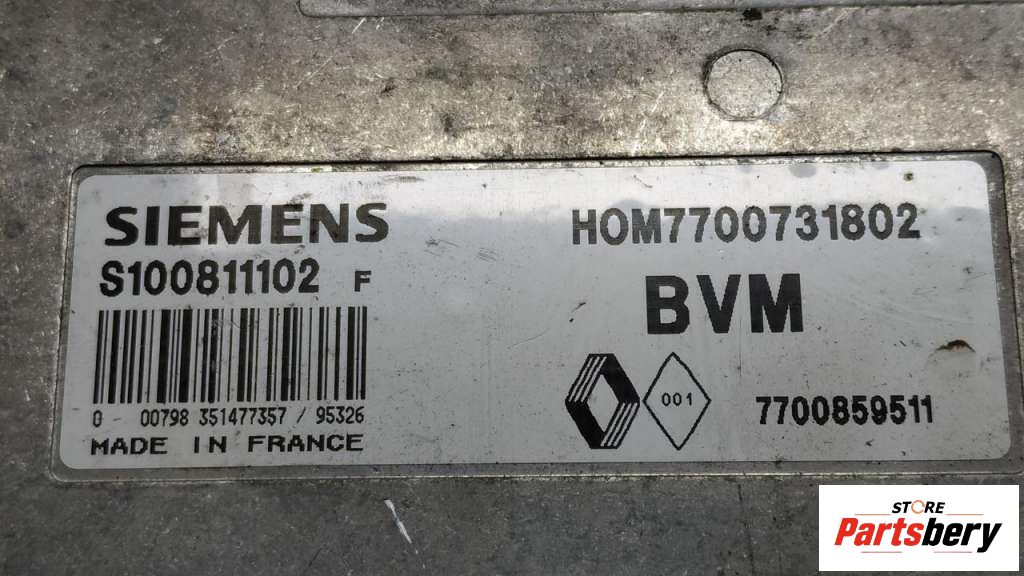 SIEMENS
S100811102 F
0 - 00798 351477357 / 95326
MADE IN FRANCE
HOM7700731802
BVM
001
7700859511
STORE
Partsbery